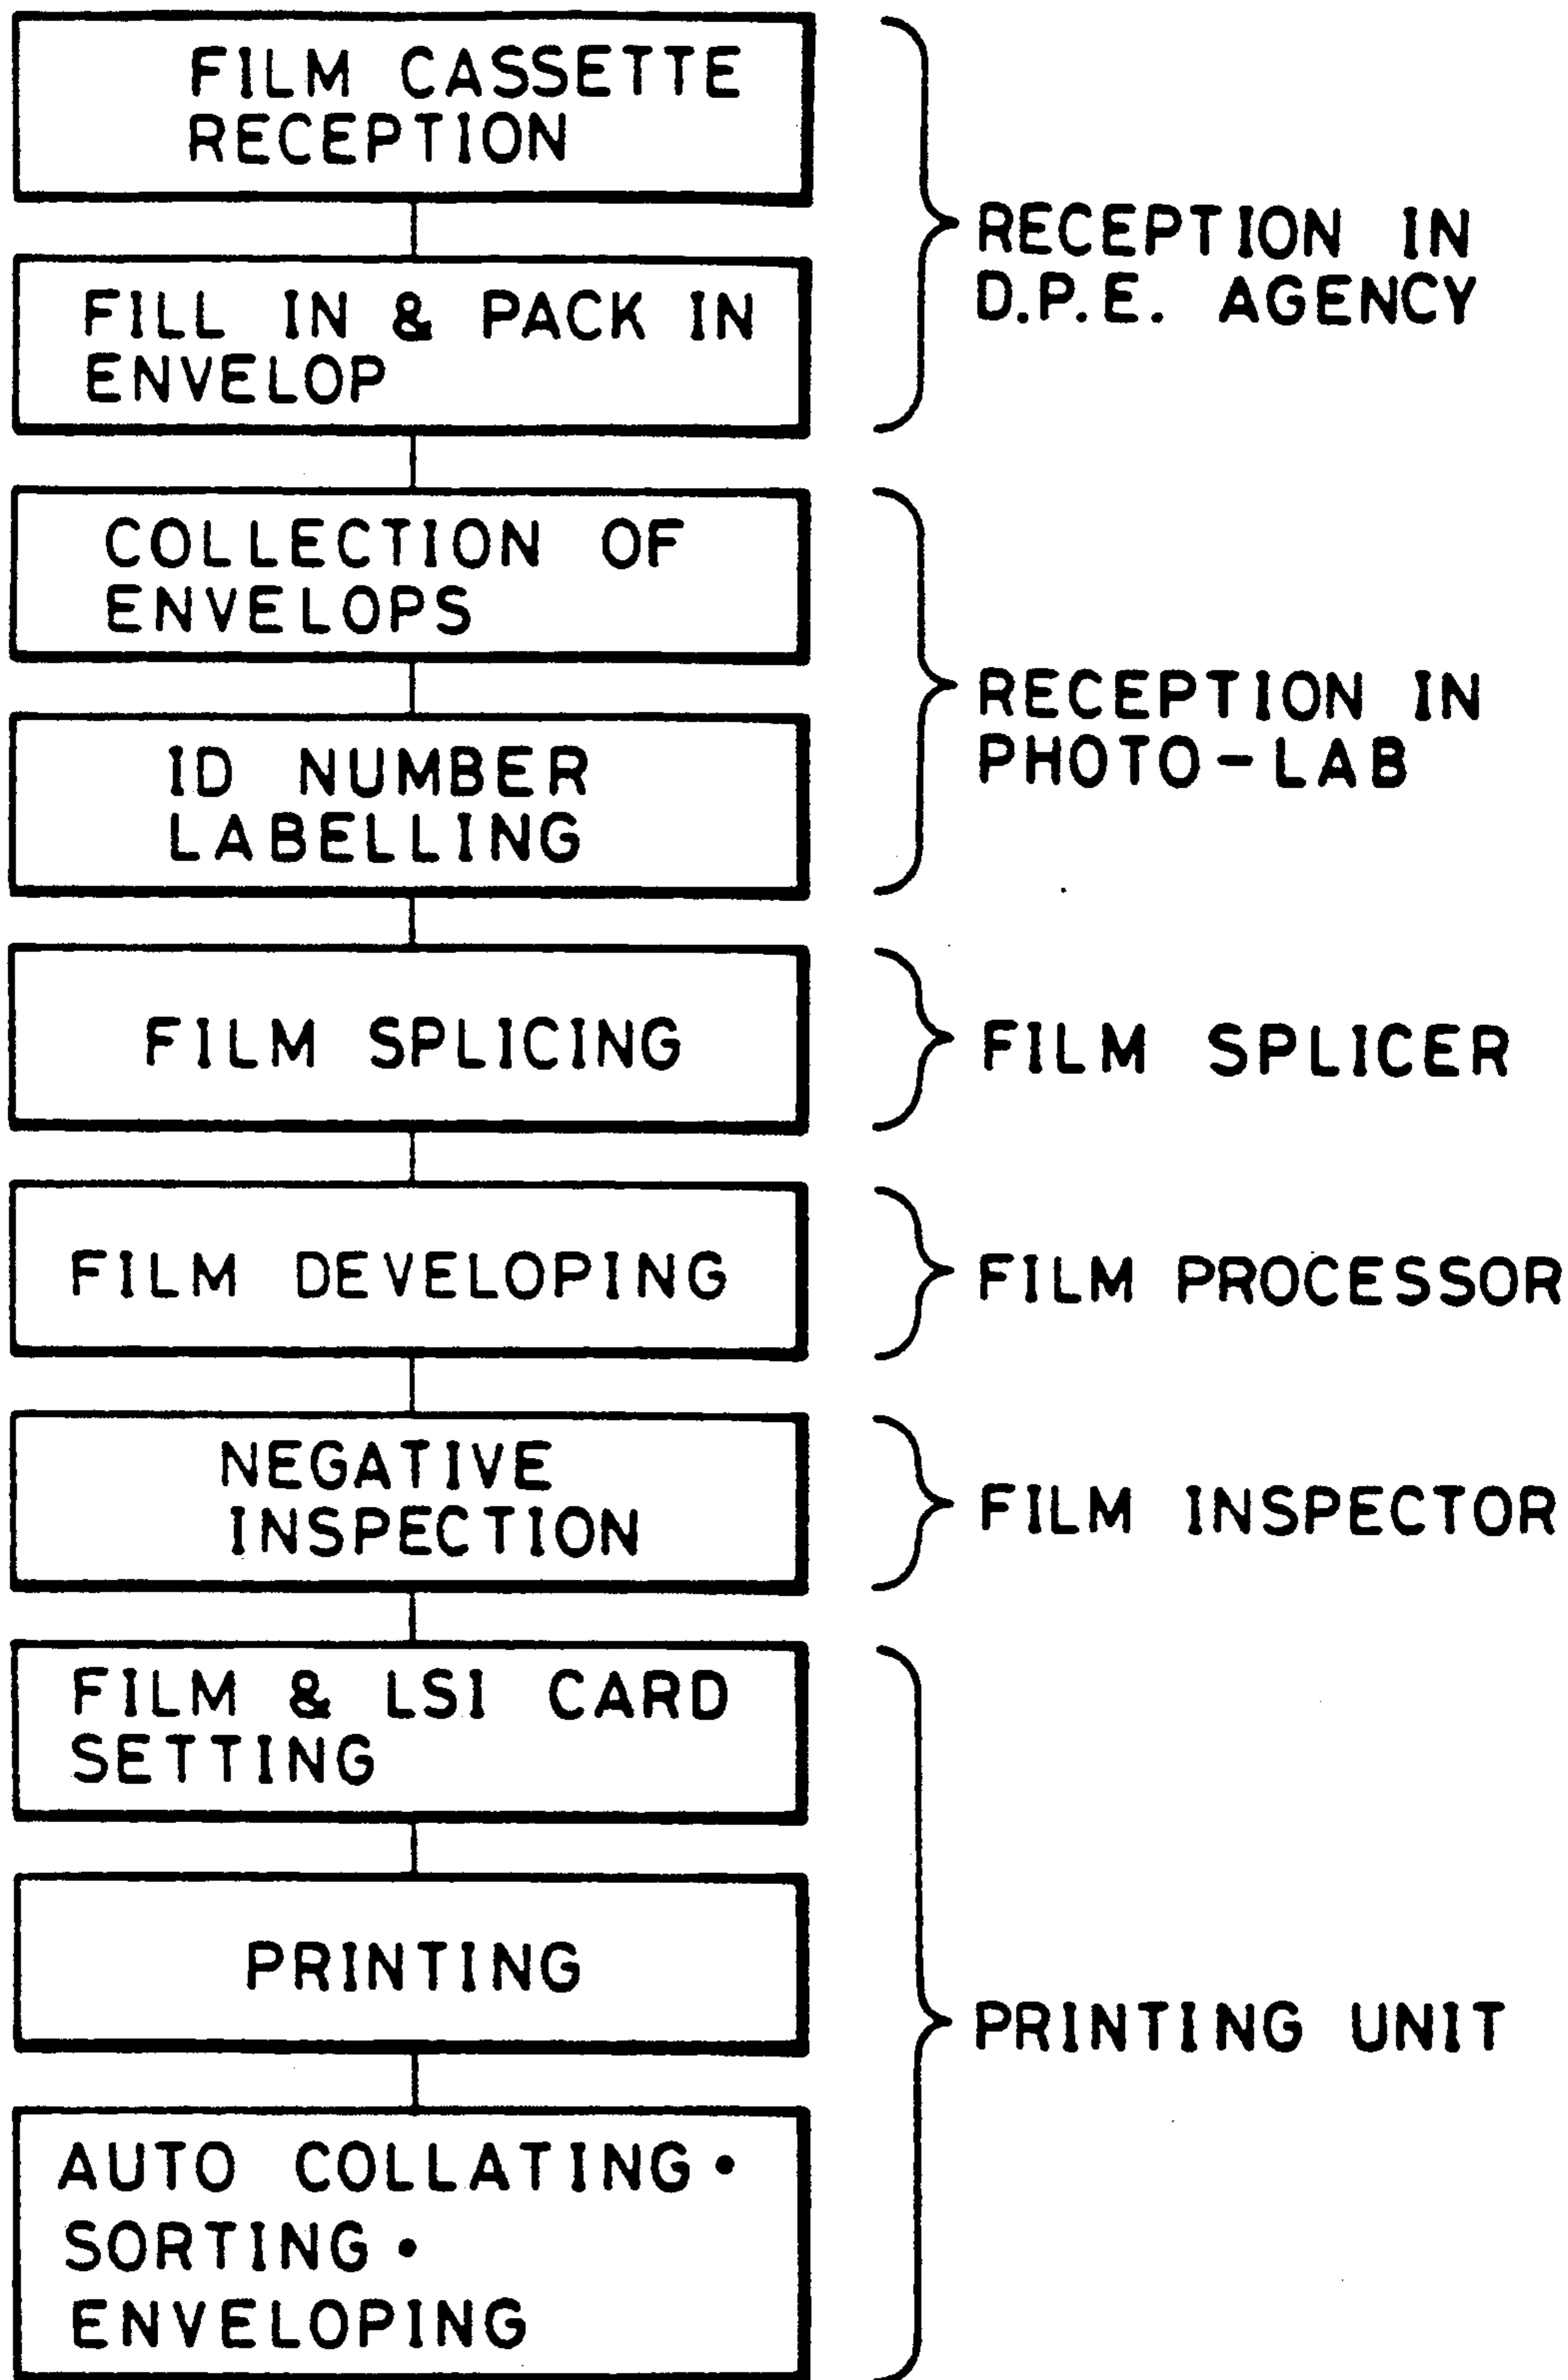 FILM CASSETTE
RECEPTION
FILL IN & PACK IN
ENVELOP
RECEPTION IN
D.P.E. AGENCY
COLLECTION OF
ENVELOPS
ID NUMBER
LABELLING
RECEPTION IN
PHOTO-LAB
FILM SPLICING
FILM SPLICER
FILM DEVELOPING
FILM PROCESSOR
NEGATIVE
INSPECTION
FILM INSPECTOR
FILM & LSI CARD
SETTING
PRINTING
AUTO COLLATING•
SORTING•
ENVELOPING
PRINTING UNIT